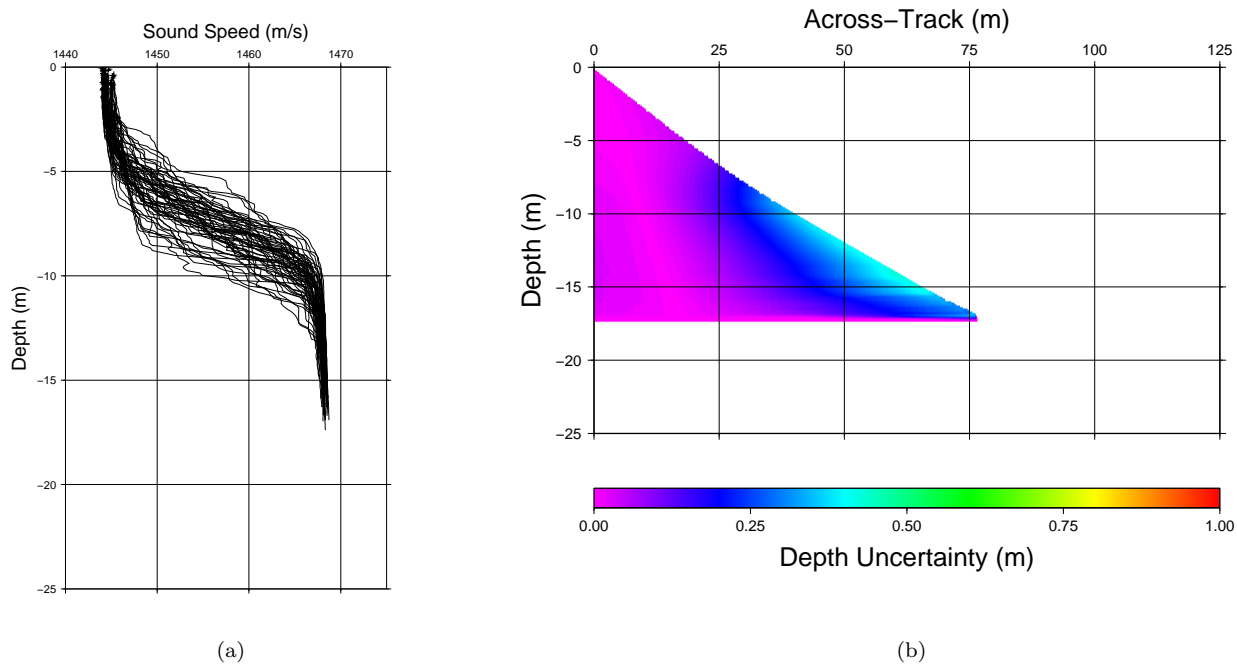 Sound Speed (m/s)
1440 1450 1460 1470
0
−5
−10
−15
−20
−25
Depth (m)
(a)
Across−Track (m)
0 25 50 75 100 125
0
−5
−10
−15
−20
−25
Depth (m)
0.00 0.25 0.50 0.75 1.00
Depth Uncertainty (m)
(b)